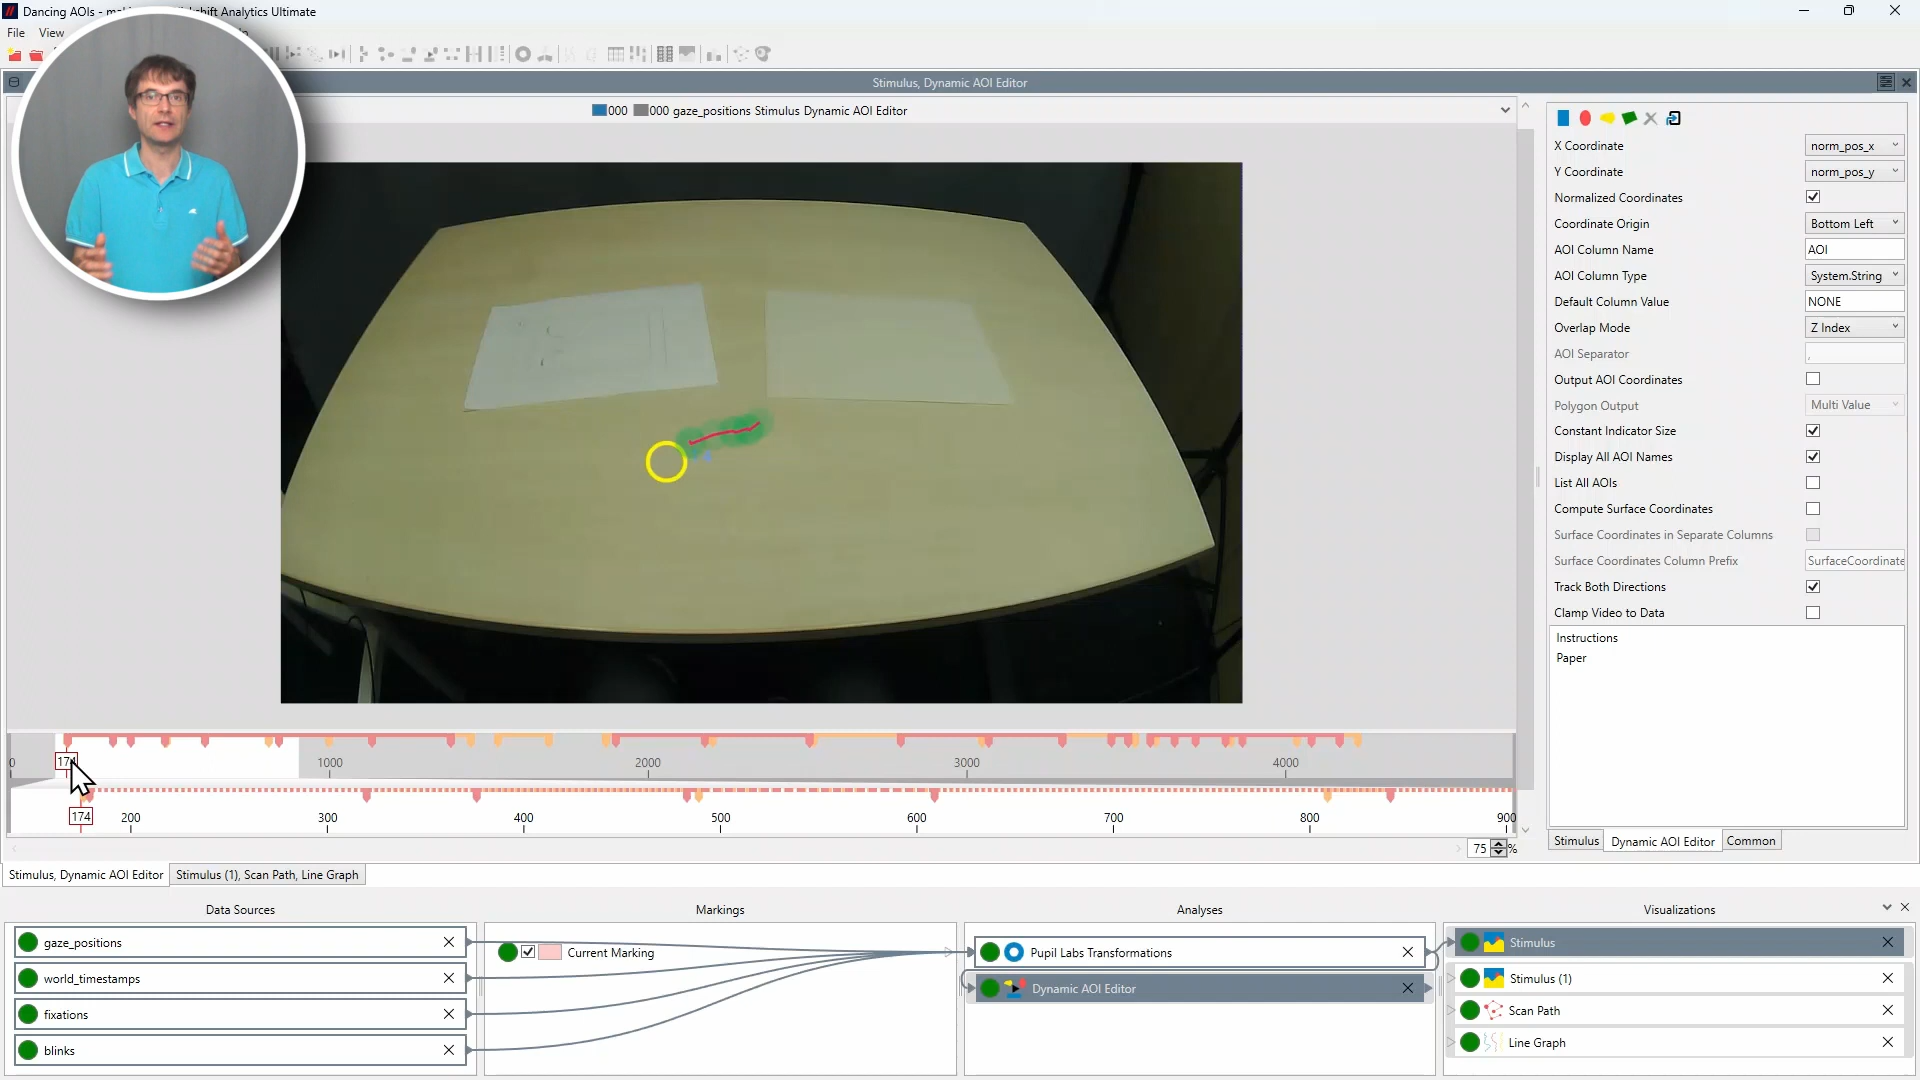 Dancing AOIs - 
shift Analytics Ultimate
File View
Stimulus, Dynamic AOI Editor
000 000 gaze_positions Stimulus Dynamic AOI Editor
X Coordinate norm_pos_x
Y Coordinate norm_pos_y
Normalized Coordinates
Coordinate Origin Bottom Left
AOI Column Name AOI
AOI Column Type System.String
Default Column Value NONE
Overlap Mode Z Index
AOI Separator ,
Output AOI Coordinates
Polygon Output Multi Value
Constant Indicator Size
Display All AOI Names
List All AOIs
Compute Surface Coordinates
Surface Coordinates in Separate Columns
Surface Coordinates Column Prefix SurfaceCoordinate
Track Both Directions
Clamp Video to Data
Instructions
Paper
0 174 1000 2000 3000 4000
174 200 300 400 500 600 700 800 900
75 %
Stimulus Dynamic AOI Editor Common
Stimulus, Dynamic AOI Editor Stimulus (1), Scan Path, Line Graph
Data Sources Markings Analyses Visualizations
gaze_positions
world_timestamps
fixations
blinks
Current Marking
Pupil Labs Transformations
Dynamic AOI Editor
Stimulus
Stimulus (1)
Scan Path
Line Graph